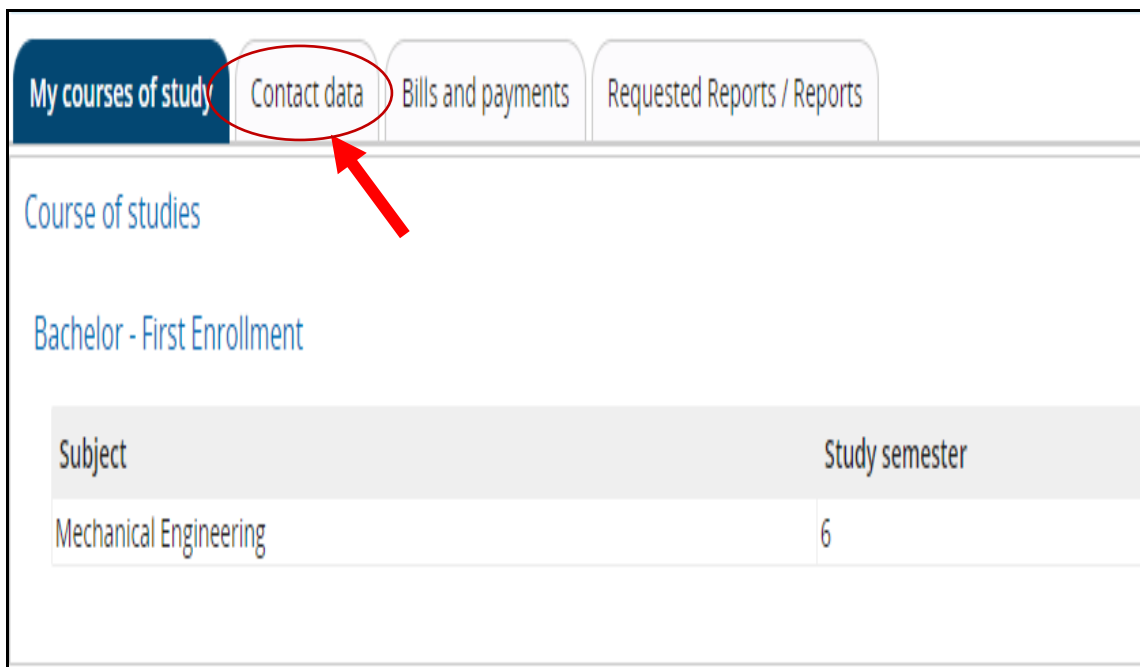 My courses of study Contact data Bills and payments Requested Reports / Reports
Course of studies
Bachelor - First Enrollment
Subject Study semester
Mechanical Engineering 6